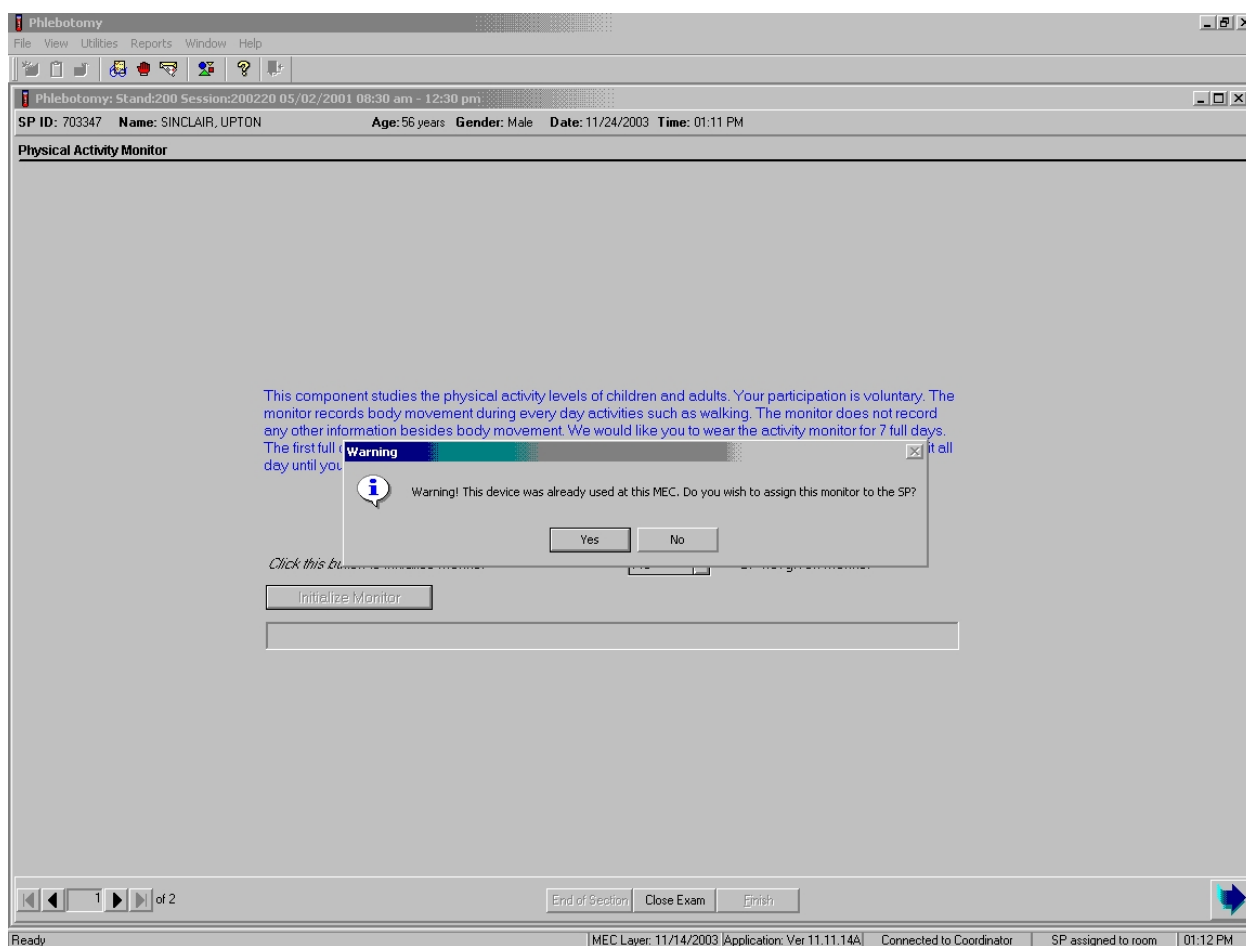 Phlebotomy
File View Utilities Reports Window Help
Phlebotomy: Stand:200 Session:200220 05/02/2001 08:30 am - 12:30 pm
SP ID: 703347 Name: SINCLAIR, UPTON Age: 56 years Gender: Male Date: 11/24/2003 Time: 01:11 PM
Physical Activity Monitor
This component studies the physical activity levels of children and adults. Your participation is voluntary. The
monitor records body movement during every day activities such as walking. The monitor does not record
any other information besides body movement. We would like you to wear the activity monitor for 7 full days.
The first full it all
day until you
Warning
Warning! This device was already used at this MEC. Do you wish to assign this monitor to the SP?
Yes No
Click this
Initialize Monitor
1 of 2
End of Section Close Exam Finish
Ready MEC Layer: 11/14/2003 Application: Ver 11.11.14A Connected to Coordinator SP assigned to room 01:12 PM